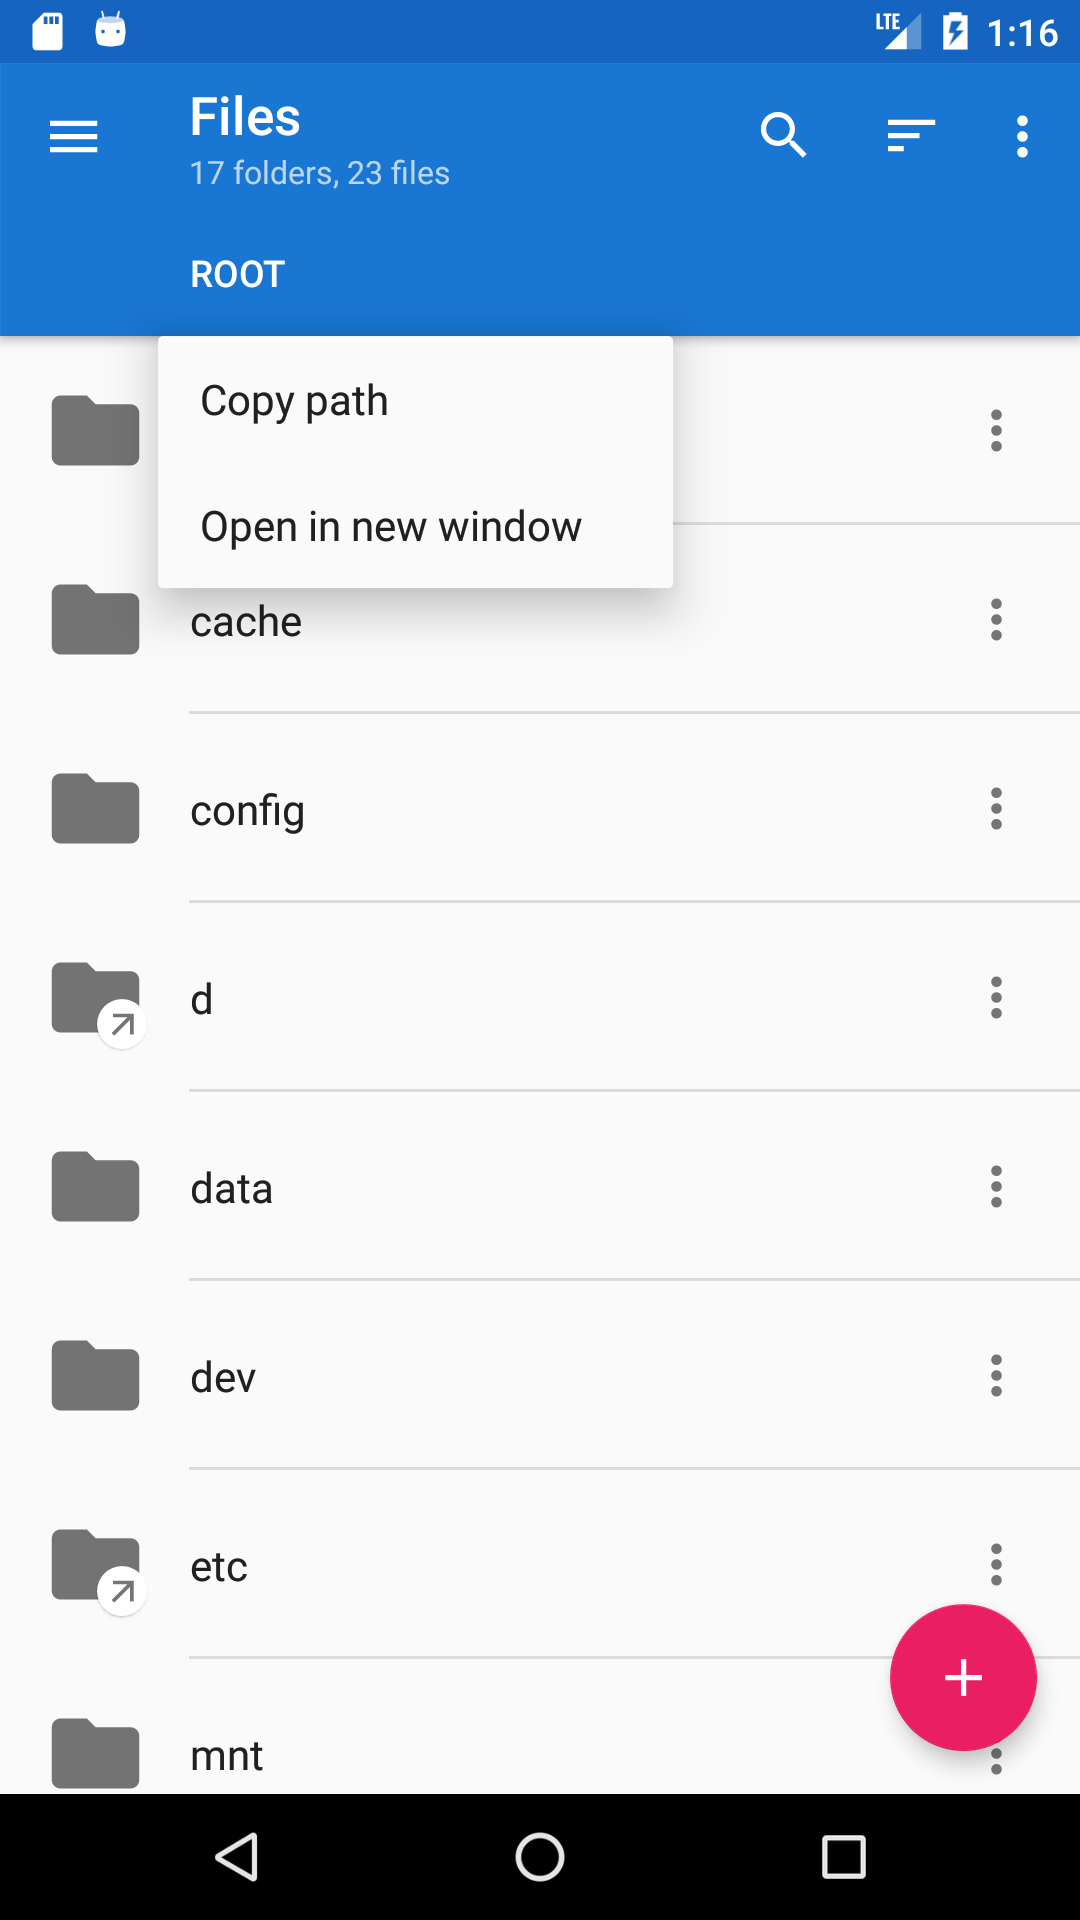 LTE 1:16
Files
17 folders, 23 files
ROOT
Copy path
Open in new window
cache
config
d
data
dev
etc
mnt